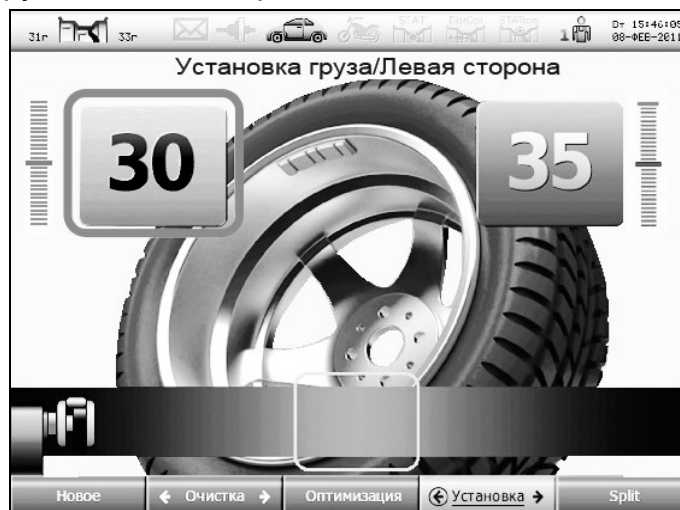 31г 33г STAT DistOpt STATmin 1 Dт 15:46:05
08-ФЕВ-2011
Установка груза/Левая сторона
30 35
Новое Очистка Оптимизация Установка Split